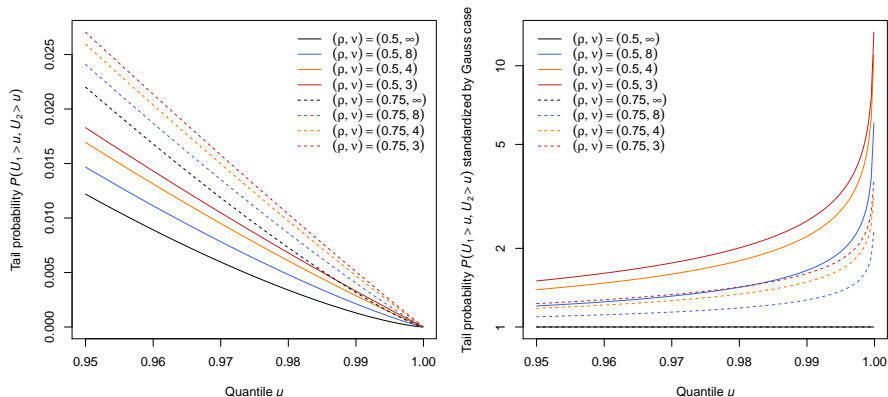 Tail probability P(U₁ > u, U₂ > u)
0.025
0.020
0.015
0.010
0.005
0.000
(ρ, ν) = (0.5, ∞)
(ρ, ν) = (0.5, 8)
(ρ, ν) = (0.5, 4)
(ρ, ν) = (0.5, 3)
(ρ, ν) = (0.75, ∞)
(ρ, ν) = (0.75, 8)
(ρ, ν) = (0.75, 4)
(ρ, ν) = (0.75, 3)
0.95 0.96 0.97 0.98 0.99 1.00
Quantile u
Tail probability P(U₁ > u, U₂ > u) standardized by Gauss case
10
5
2
1
(ρ, ν) = (0.5, ∞)
(ρ, ν) = (0.5, 8)
(ρ, ν) = (0.5, 4)
(ρ, ν) = (0.5, 3)
(ρ, ν) = (0.75, ∞)
(ρ, ν) = (0.75, 8)
(ρ, ν) = (0.75, 4)
(ρ, ν) = (0.75, 3)
0.95 0.96 0.97 0.98 0.99 1.00
Quantile u